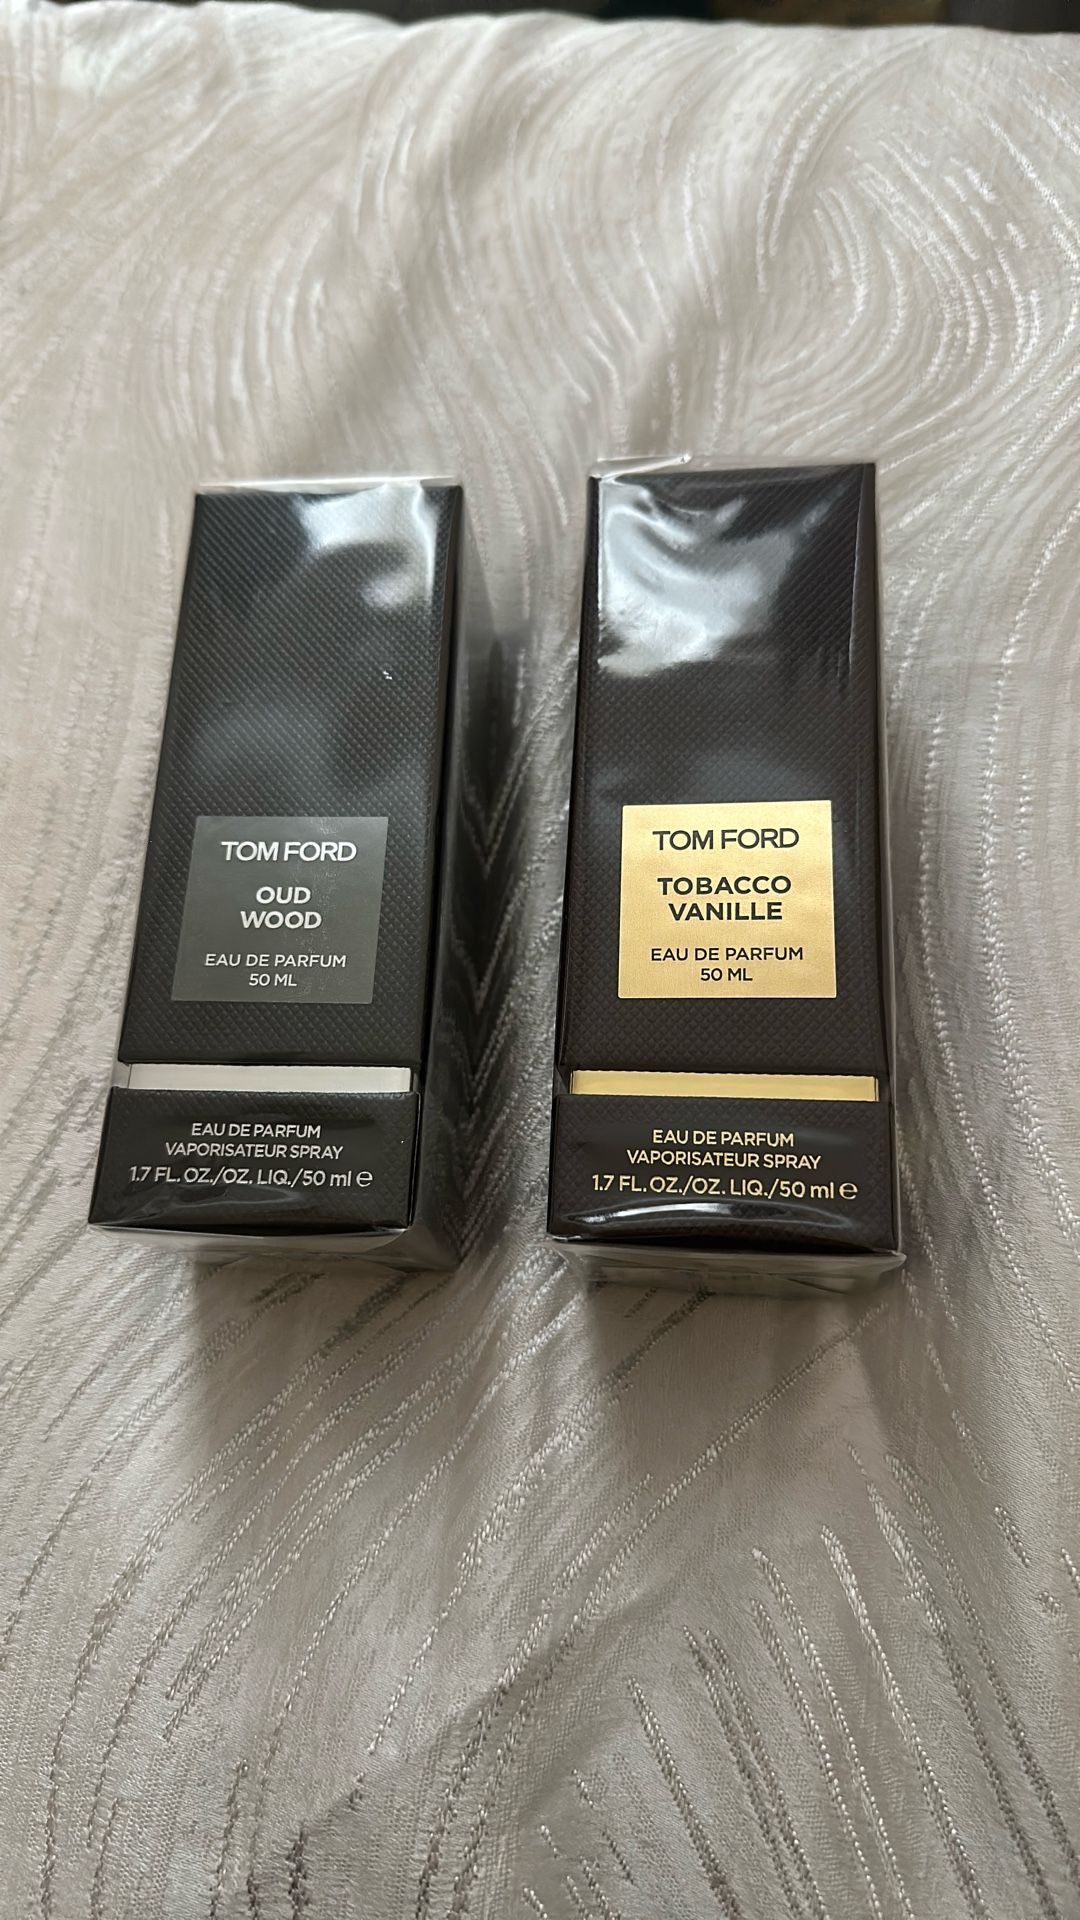 TOM FORD
OUD
WOOD
EAU DE PARFUM
50 ML
EAU DE PARFUM
VAPORISATEUR SPRAY
1.7 FL. OZ./OZ. LIQ./50 ml ℮
TOM FORD
TOBACCO
VANILLE
EAU DE PARFUM
50 ML
EAU DE PARFUM
VAPORISATEUR SPRAY
1.7 FL. OZ./OZ. LIQ./50 ml ℮